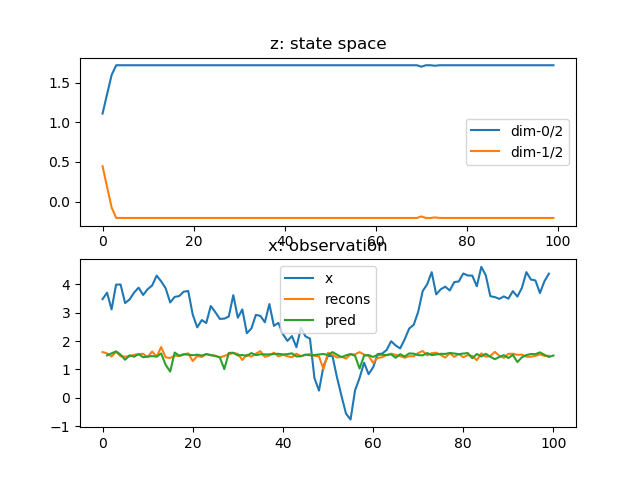 z: state space
1.5
1.0
0.5
0.0
dim-0/2
dim-1/2
0 20 40 60 80 100
x: observation
4
3
2
1
0
−1
x
recons
pred
0 20 40 60 80 100